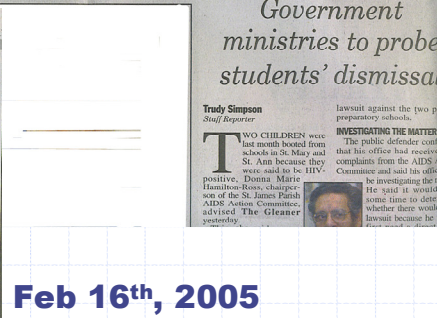 Government
ministries to probe
students' dismissal
Trudy Simpson
Staff Reporter
TWO CHILDREN were
last month booted from
schools in St. Mary and
St. Ann because they
were said to be HIV-
positive, Donna Marie
Hamilton-Ross, chairper-
son of the St. James Parish
AIDS Action Committee,
advised The Gleaner
yesterday.
lawsuit against the two p
preparatory schools.
INVESTIGATING THE MATTER
The public defender conf
that his office had receive
complaints from the AIDS
Committee and said his offic
be investigating the
He said it would
some time to dete
whether there would
lawsuit because he
Feb 16th, 2005